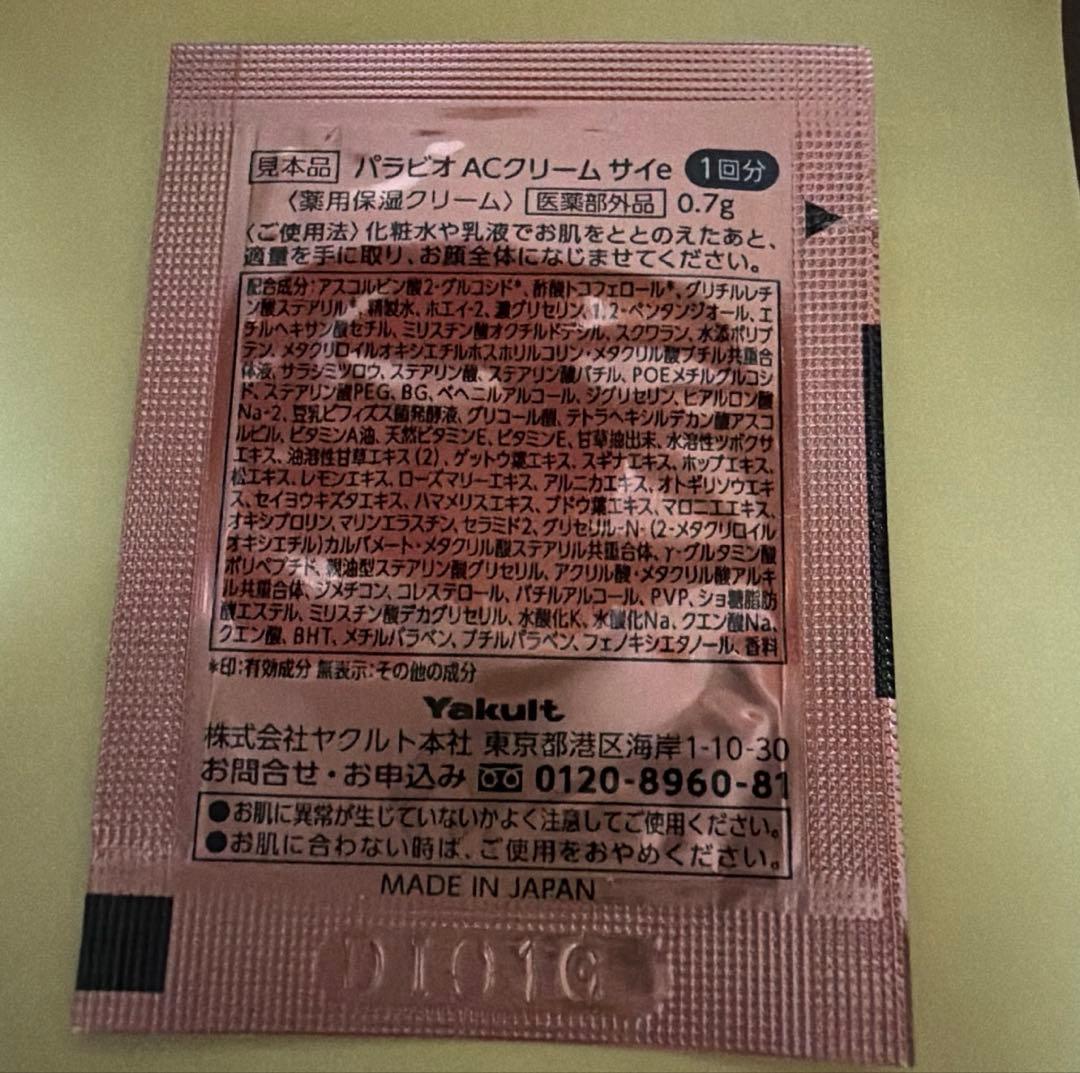 見本品 パラビオ ACクリーム サイe 1回分
〈薬用保湿クリーム〉 医薬部外品 0.7g
〈ご使用法〉化粧水や乳液でお肌をととのえたあと、
適量を手に取り、お顔全体になじませてください。
配合成分:アスコルビン酸2-グルコシド*、酢酸トコフェロール*、グリチルレチ
ン酸ステアリル*、精製水、ホエイ-2、濃グリセリン、1,2-ペンタンジオール、エ
チルヘキサン酸セチル、ミリスチン酸オクチルドデシル、スクワラン、水添ポリブ
テン、メタクリロイルオキシエチルホスホリルコリン・メタクリル酸ブチル共重合
体液、サラシミツロウ、ステアリン酸、ステアリン酸バチル、POEメチルグルコシ
ド、ステアリン酸PEG、BG、ベヘニルアルコール、ジグリセリン、ヒアルロン酸
Na-2、豆乳ビフィズス菌発酵液、グリコール酸、テトラヘキシルデカン酸アスコ
ルビル、ビタミンA油、天然ビタミンE、ビタミンE、甘草抽出末、水溶性ツボクサ
エキス、油溶性甘草エキス(2)、ゲットウ葉エキス、スギナエキス、ホップエキス、
松エキス、レモンエキス、ローズマリーエキス、アルニカエキス、オトギリソウエキ
ス、セイヨウキズタエキス、ハマメリスエキス、ブドウ葉エキス、マロニエエキス、
オキシプロリン、マリンエラスチン、セラミド2、グリセリル-N-(2-メタクリロイル
オキシエチル)カルバメート・メタクリル酸ステアリル共重合体、γ-グルタミン酸
ポリペプチド、親油型ステアリン酸グリセリル、アクリル酸・メタクリル酸アルキ
ル共重合体、ジメチコン、コレステロール、バチルアルコール、PVP、ショ糖脂肪
酸エステル、ミリスチン酸デカグリセリル、水酸化K、水酸化Na、クエン酸Na、
クエン酸、BHT、メチルパラベン、ブチルパラベン、フェノキシエタノール、香料
*印:有効成分 無表示:その他の成分
Yakult
株式会社ヤクルト本社 東京都港区海岸1-10-30
お問合せ・お申込み 0120-8960-81
●お肌に異常が生じていないかよく注意してご使用ください。
●お肌に合わない時は、ご使用をおやめください。
MADE IN JAPAN